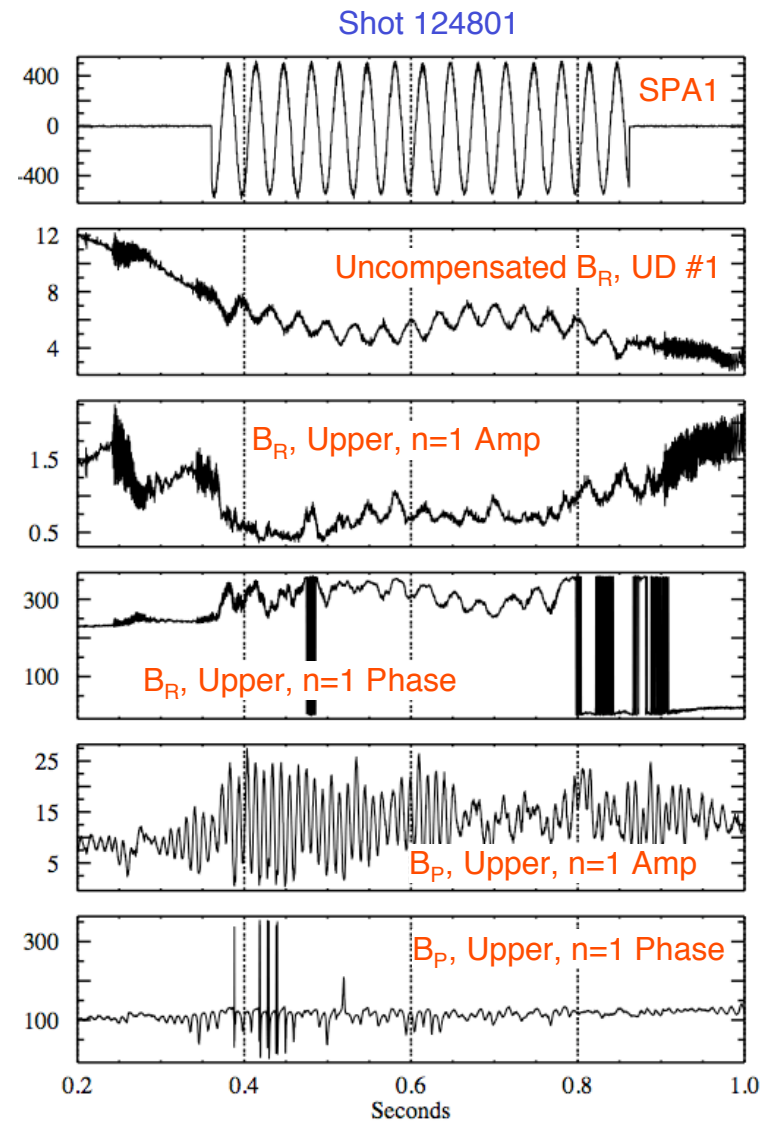 Shot 124801
400
0
-400
SPA1
12
8
4
Uncompensated B_R, UD #1
1.5
0.5
B_R, Upper, n=1 Amp
300
100
B_R, Upper, n=1 Phase
25
15
5
B_P, Upper, n=1 Amp
300
100
B_P, Upper, n=1 Phase
0.2 0.4 0.6 0.8 1.0
Seconds